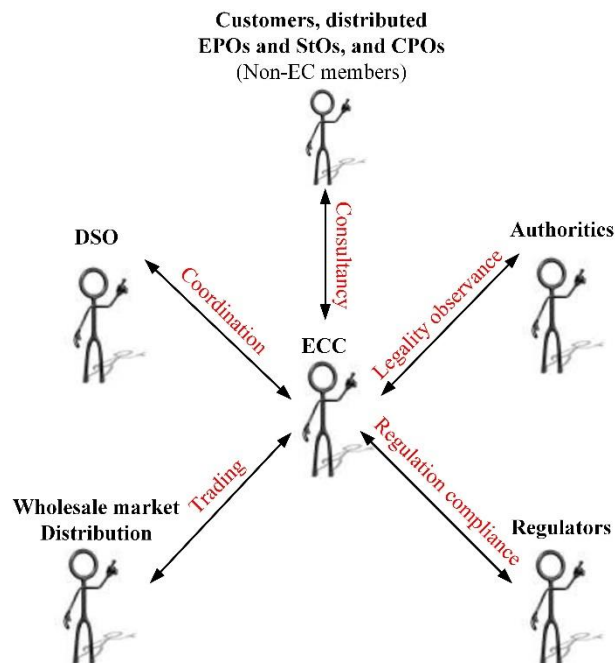 Customers, distributed
EPOs and StOs, and CPOs
(Non-EC members)
Consultancy
DSO
Coordination
Authoritics
Legality observance
ECC
Trading
Regulation compliance
Wholesale market
Distribution
Regulators